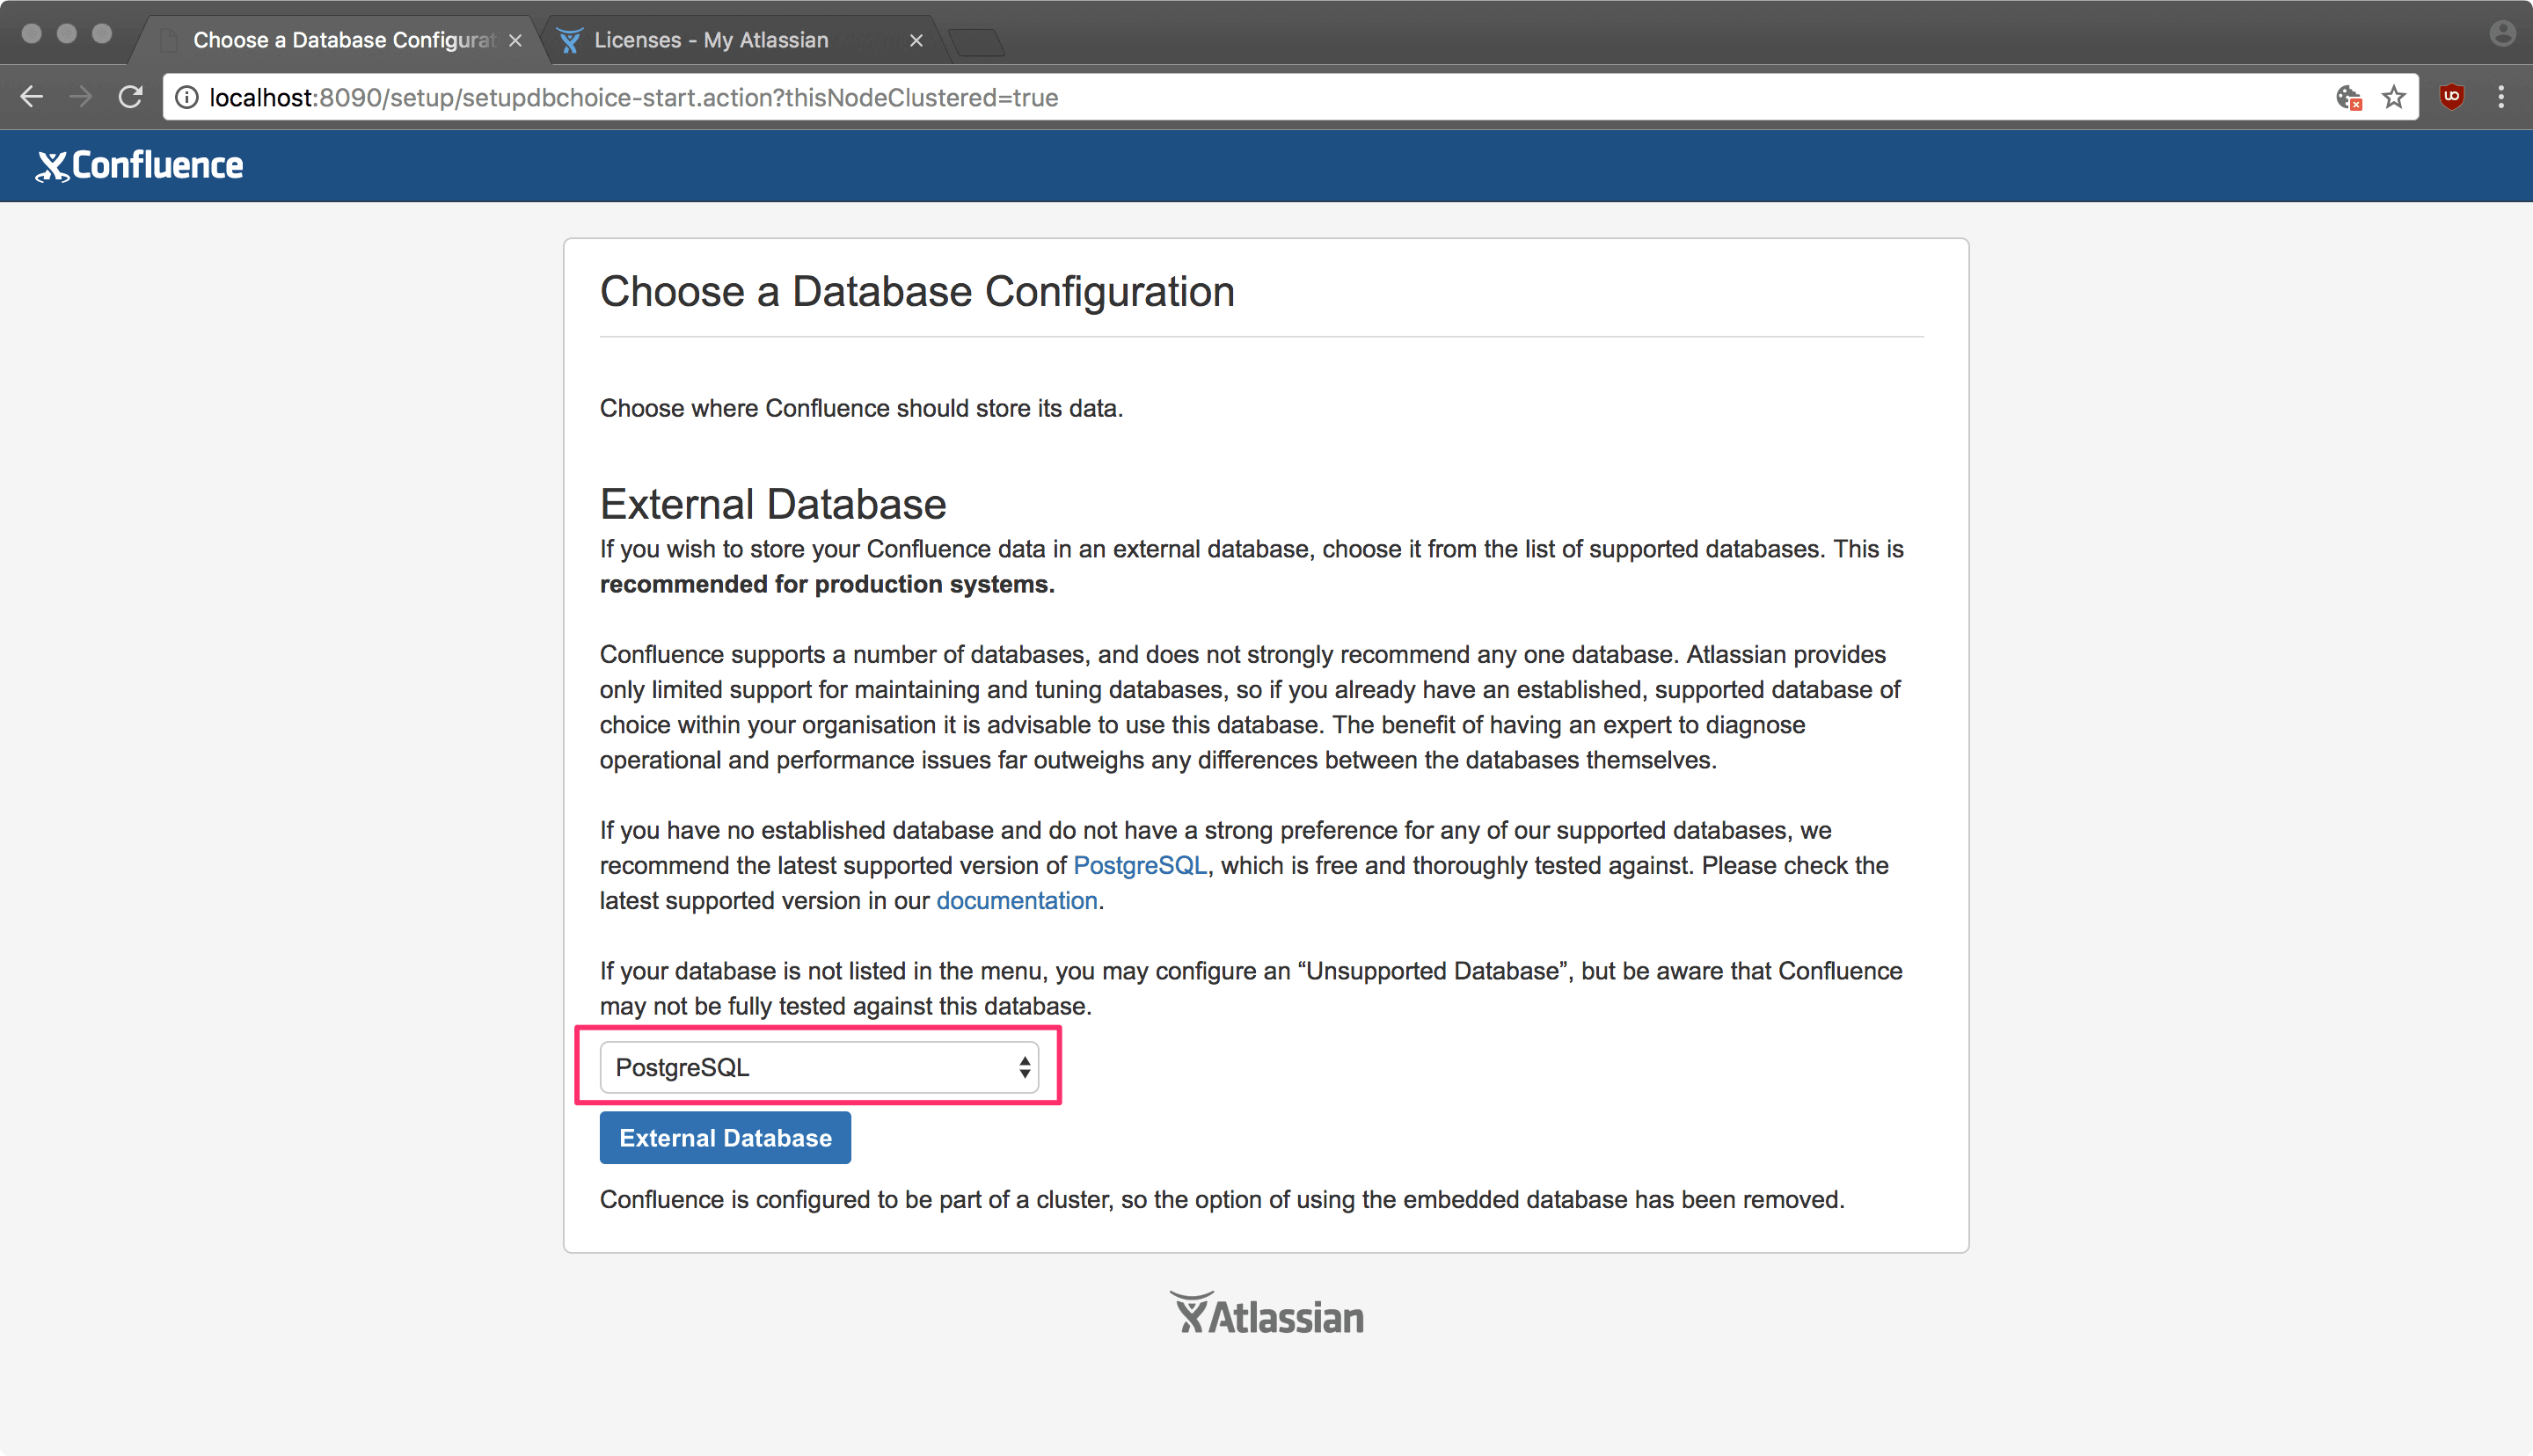 Choose a Database Configurat
Licenses - My Atlassian
localhost:8090/setup/setupdbchoice-start.action?thisNodeClustered=true
Confluence
Choose a Database Configuration
Choose where Confluence should store its data.
External Database
If you wish to store your Confluence data in an external database, choose it from the list of supported databases. This is
recommended for production systems.
Confluence supports a number of databases, and does not strongly recommend any one database. Atlassian provides
only limited support for maintaining and tuning databases, so if you already have an established, supported database of
choice within your organisation it is advisable to use this database. The benefit of having an expert to diagnose
operational and performance issues far outweighs any differences between the databases themselves.
If you have no established database and do not have a strong preference for any of our supported databases, we
recommend the latest supported version of PostgreSQL, which is free and thoroughly tested against. Please check the
latest supported version in our documentation.
If your database is not listed in the menu, you may configure an “Unsupported Database”, but be aware that Confluence
may not be fully tested against this database.
PostgreSQL
External Database
Confluence is configured to be part of a cluster, so the option of using the embedded database has been removed.
Atlassian